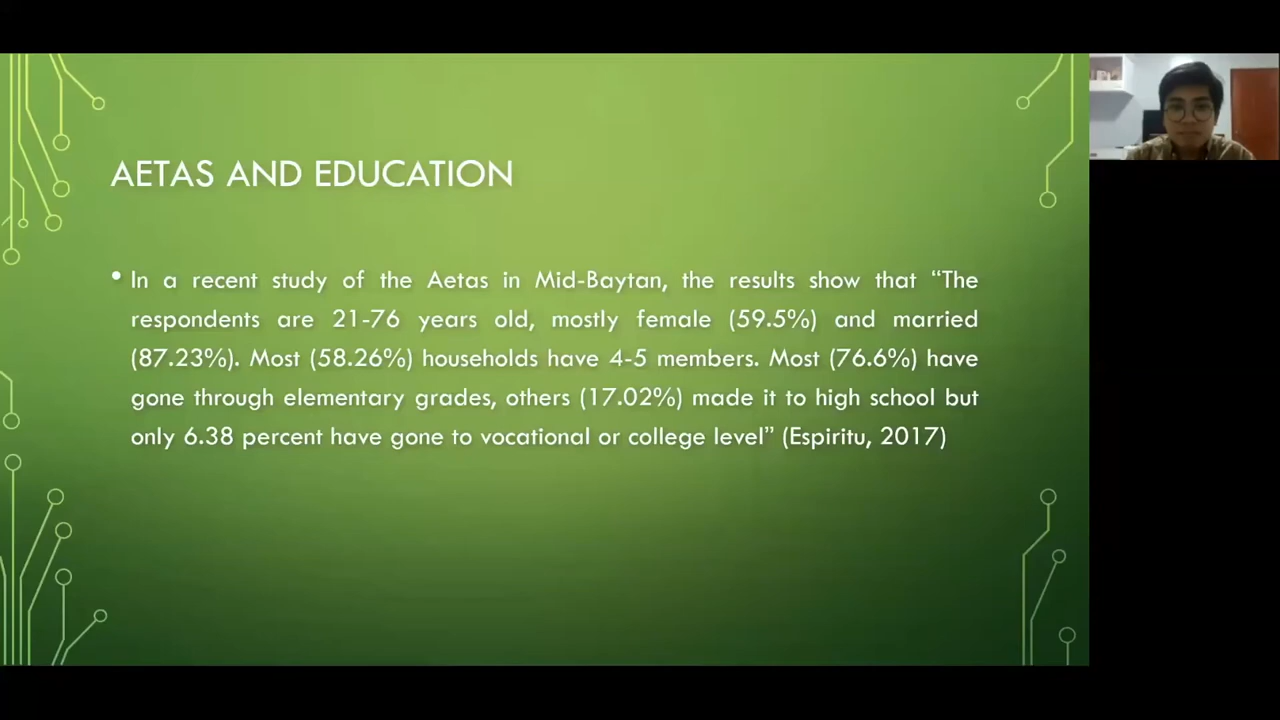 AETAS AND EDUCATION
• In a recent study of the Aetas in Mid-Baytan, the results show that “The
respondents are 21-76 years old, mostly female (59.5%) and married
(87.23%). Most (58.26%) households have 4-5 members. Most (76.6%) have
gone through elementary grades, others (17.02%) made it to high school but
only 6.38 percent have gone to vocational or college level” (Espiritu, 2017)